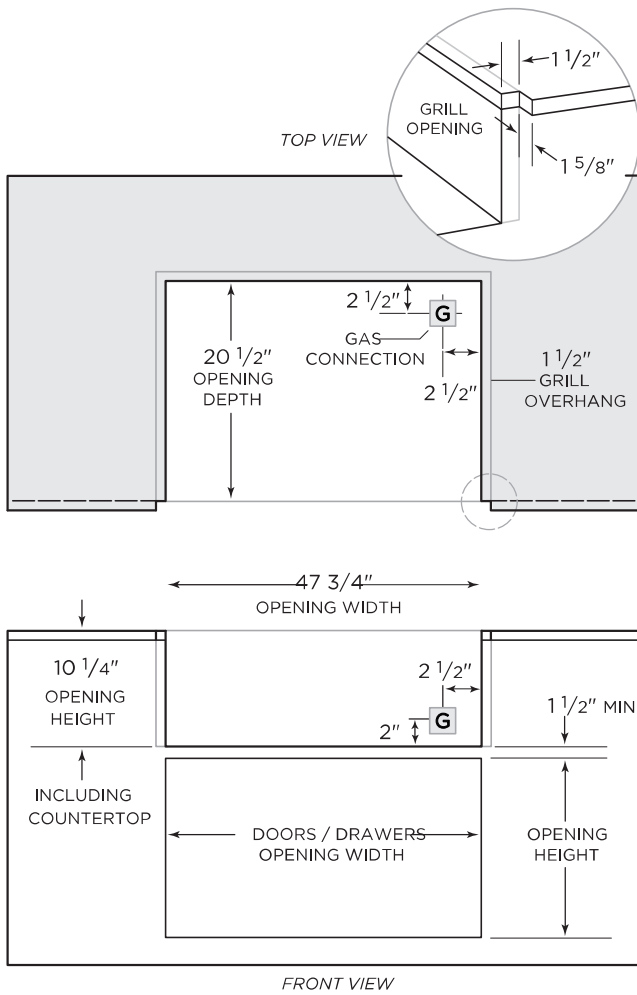 1 1/2"
GRILL
OPENING
TOP VIEW
1 5/8"
2 1/2"
G
GAS
CONNECTION
20 1/2"
OPENING
DEPTH
2 1/2"
1 1/2"
GRILL
OVERHANG
47 3/4"
OPENING WIDTH
10 1/4"
OPENING
HEIGHT
2 1/2"
G
2"
1 1/2" MIN
INCLUDING
COUNTERTOP
DOORS / DRAWERS
OPENING WIDTH
OPENING
HEIGHT
FRONT VIEW